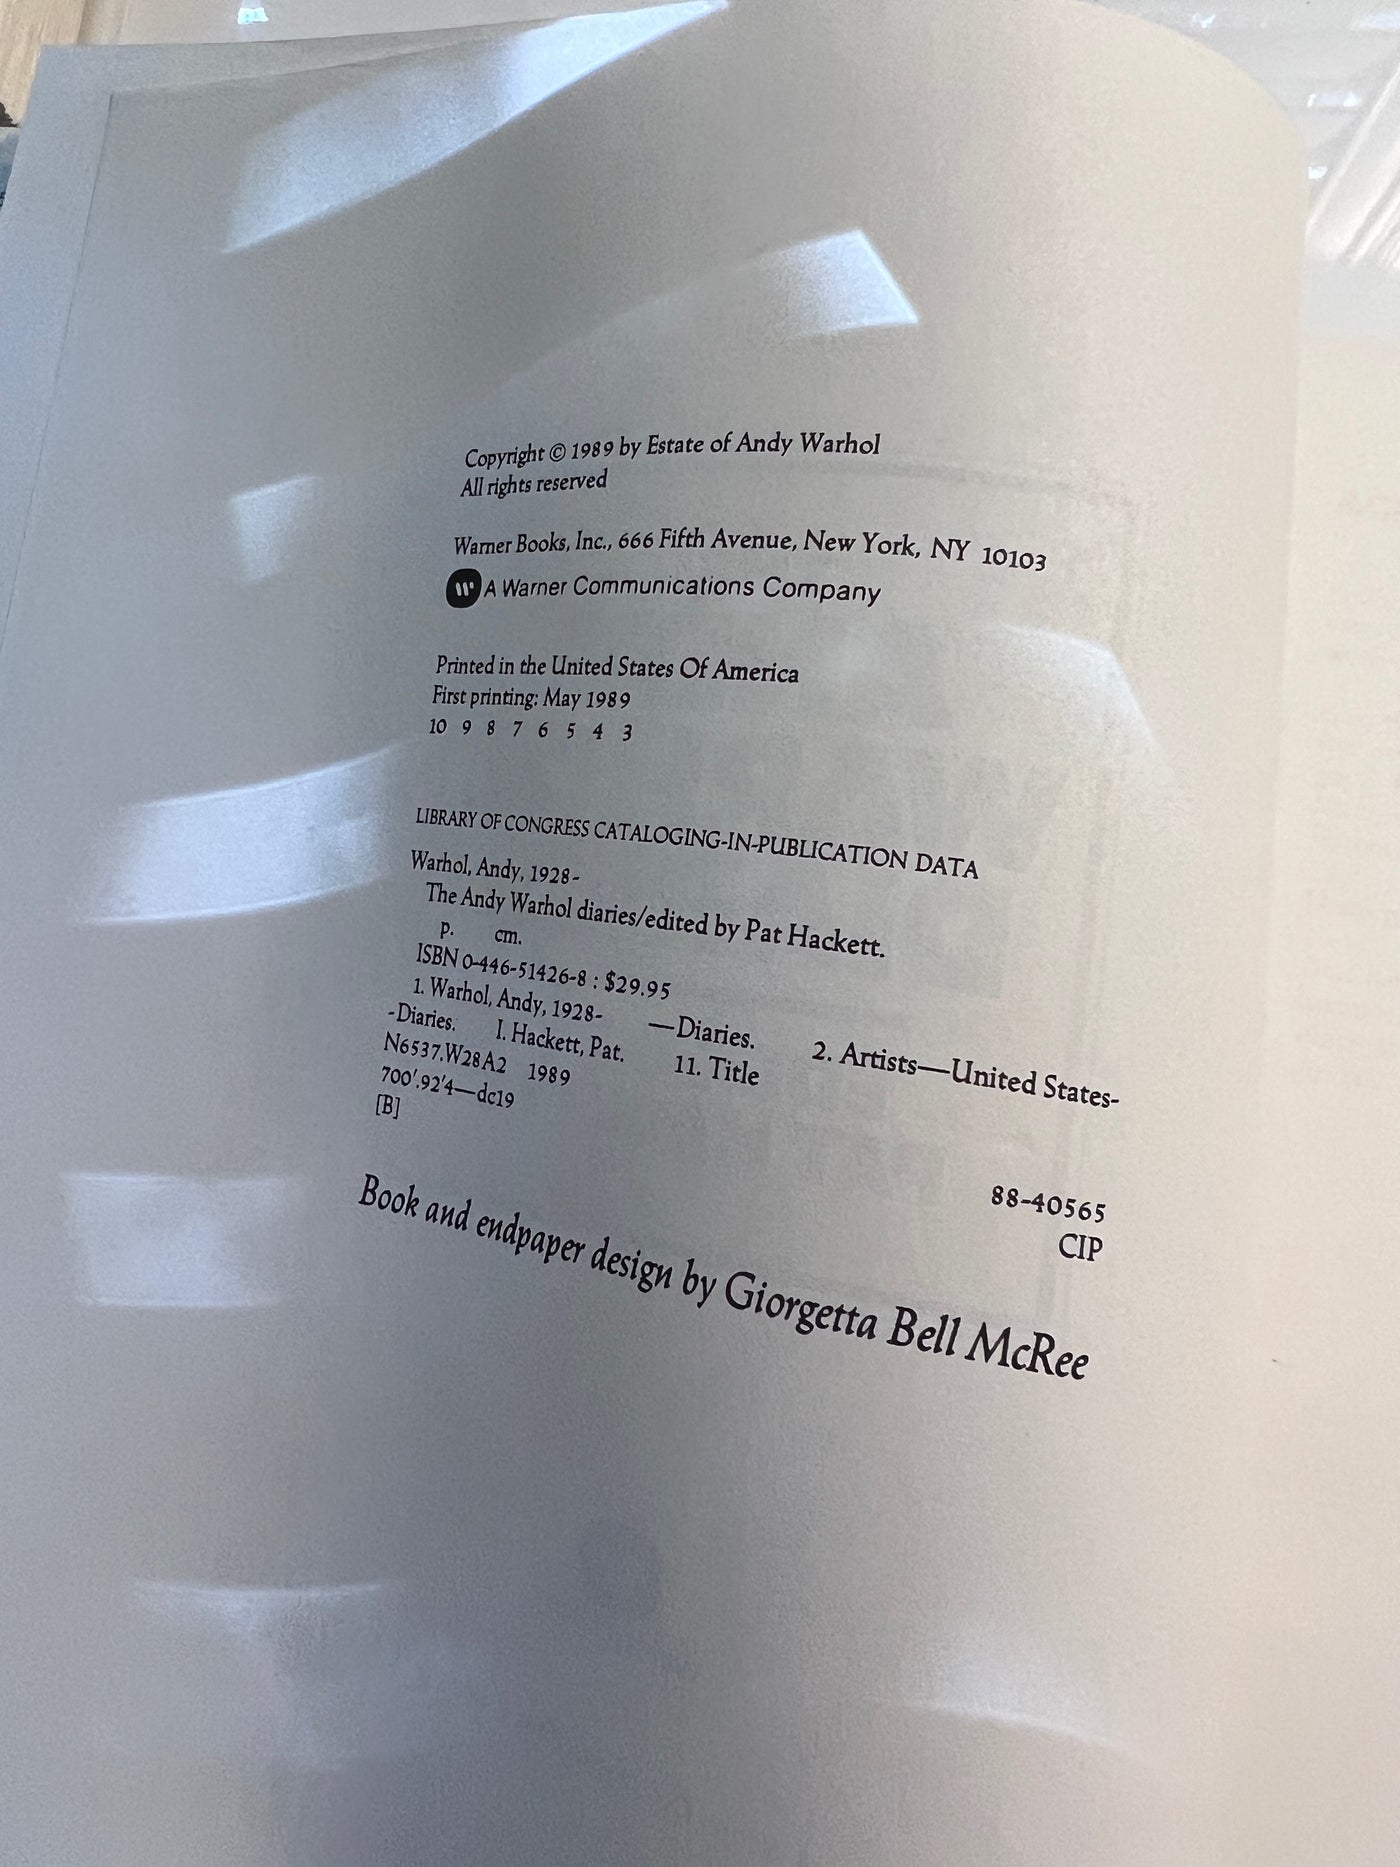 Copyright © 1989 by Estate of Andy Warhol
All rights reserved
Warner Books, Inc., 666 Fifth Avenue, New York, NY 10103
A Warner Communications Company
Printed in the United States Of America
First printing: May 1989
10 9 8 7 6 5 4 3
LIBRARY OF CONGRESS CATALOGING-IN-PUBLICATION DATA
Warhol, Andy, 1928-
The Andy Warhol diaries/edited by Pat Hackett.
p. cm.
ISBN 0-446-51426-8 : $29.95
1. Warhol, Andy, 1928- —Diaries. 2. Artists—United States-
-Diaries. I. Hackett, Pat. 11. Title
N6537.W28A2 1989
700'.92'4—dc19
[B]
88-40565
CIP
Book and endpaper design by Giorgetta Bell McRee